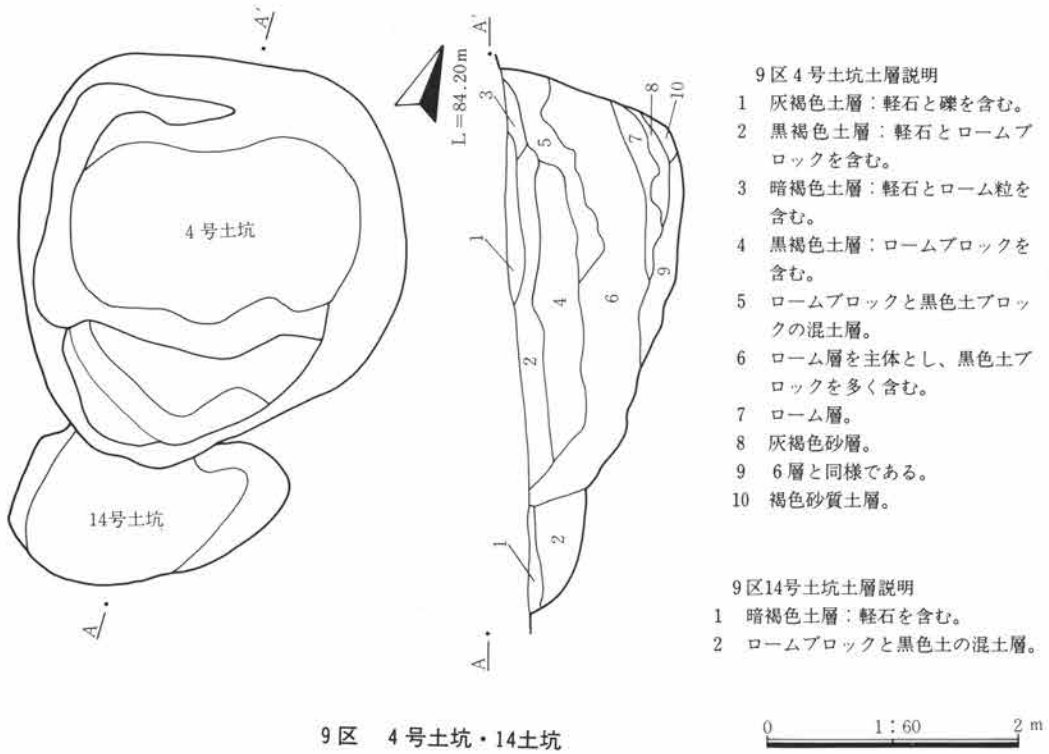 A'
4号土坑
14号土坑
A
A'
L=84.20m
3
5
7
8
10
1
4
6
9
2
1
2
A
9区4号土坑土層説明
1 灰褐色土層：軽石と礫を含む。
2 黒褐色土層：軽石とロームブ
ロックを含む。
3 暗褐色土層：軽石とローム粒を
含む。
4 黒褐色土層：ロームブロックを
含む。
5 ロームブロックと黒色土ブロッ
クの混土層。
6 ローム層を主体とし、黒色土ブ
ロックを多く含む。
7 ローム層。
8 灰褐色砂層。
9 6層と同様である。
10 褐色砂質土層。
9区14号土坑土層説明
1 暗褐色土層：軽石を含む。
2 ロームブロックと黒色土の混土層。
9区 4号土坑・14土坑
0 1:60 2 m